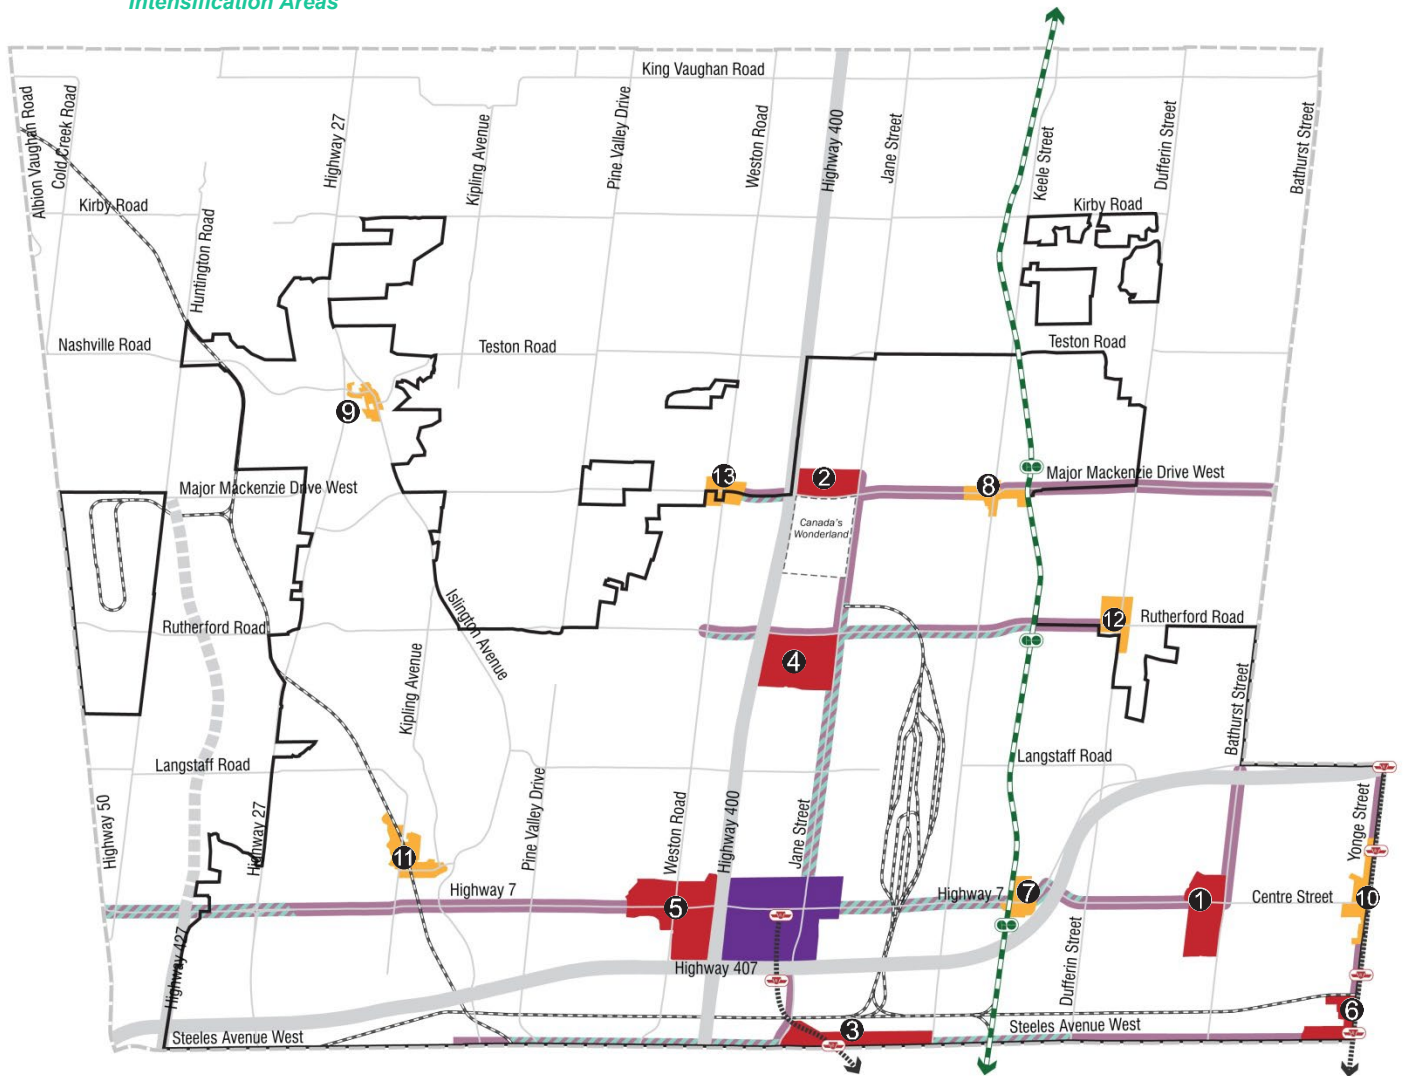 Intensification Areas
King Vaughan Road
Albion Vaughan Road
Cold Creek Road
Highway 27
Kipling Avenue
Pine Valley Drive
Weston Road
Highway 400
Jane Street
Keele Street
Dufferin Street
Bathurst Street
Kirby Road
Kirby Road
Huntington Road
Nashville Road
Teston Road
Teston Road
9
13
2
8
Major Mackenzie Drive West
Major Mackenzie Drive West
Canada's
Wonderland
Islington Avenue
Rutherford Road
12
Rutherford Road
4
Kipling Avenue
Bathurst Street
Langstaff Road
Langstaff Road
Highway 50
Highway 27
Pine Valley Drive
Weston Road
Highway 400
Jane Street
Yonge Street
11
Highway 7
5
Highway 7
7
1
Centre Street
10
Highway 427
Highway 407
Dufferin Street
Steeles Avenue West
3
Steeles Avenue West
6